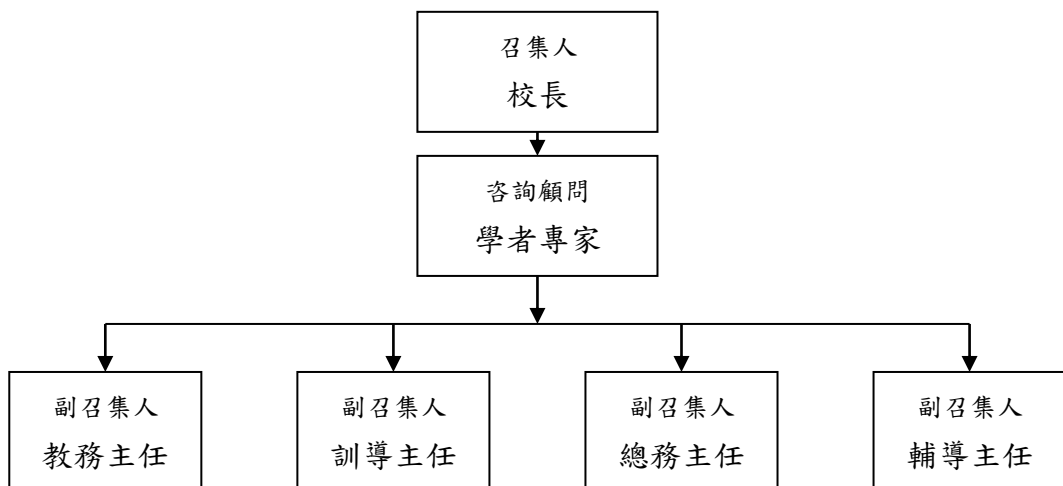 召集人
校長
咨詢顧問
學者專家
副召集人
教務主任
副召集人
訓導主任
副召集人
總務主任
副召集人
輔導主任